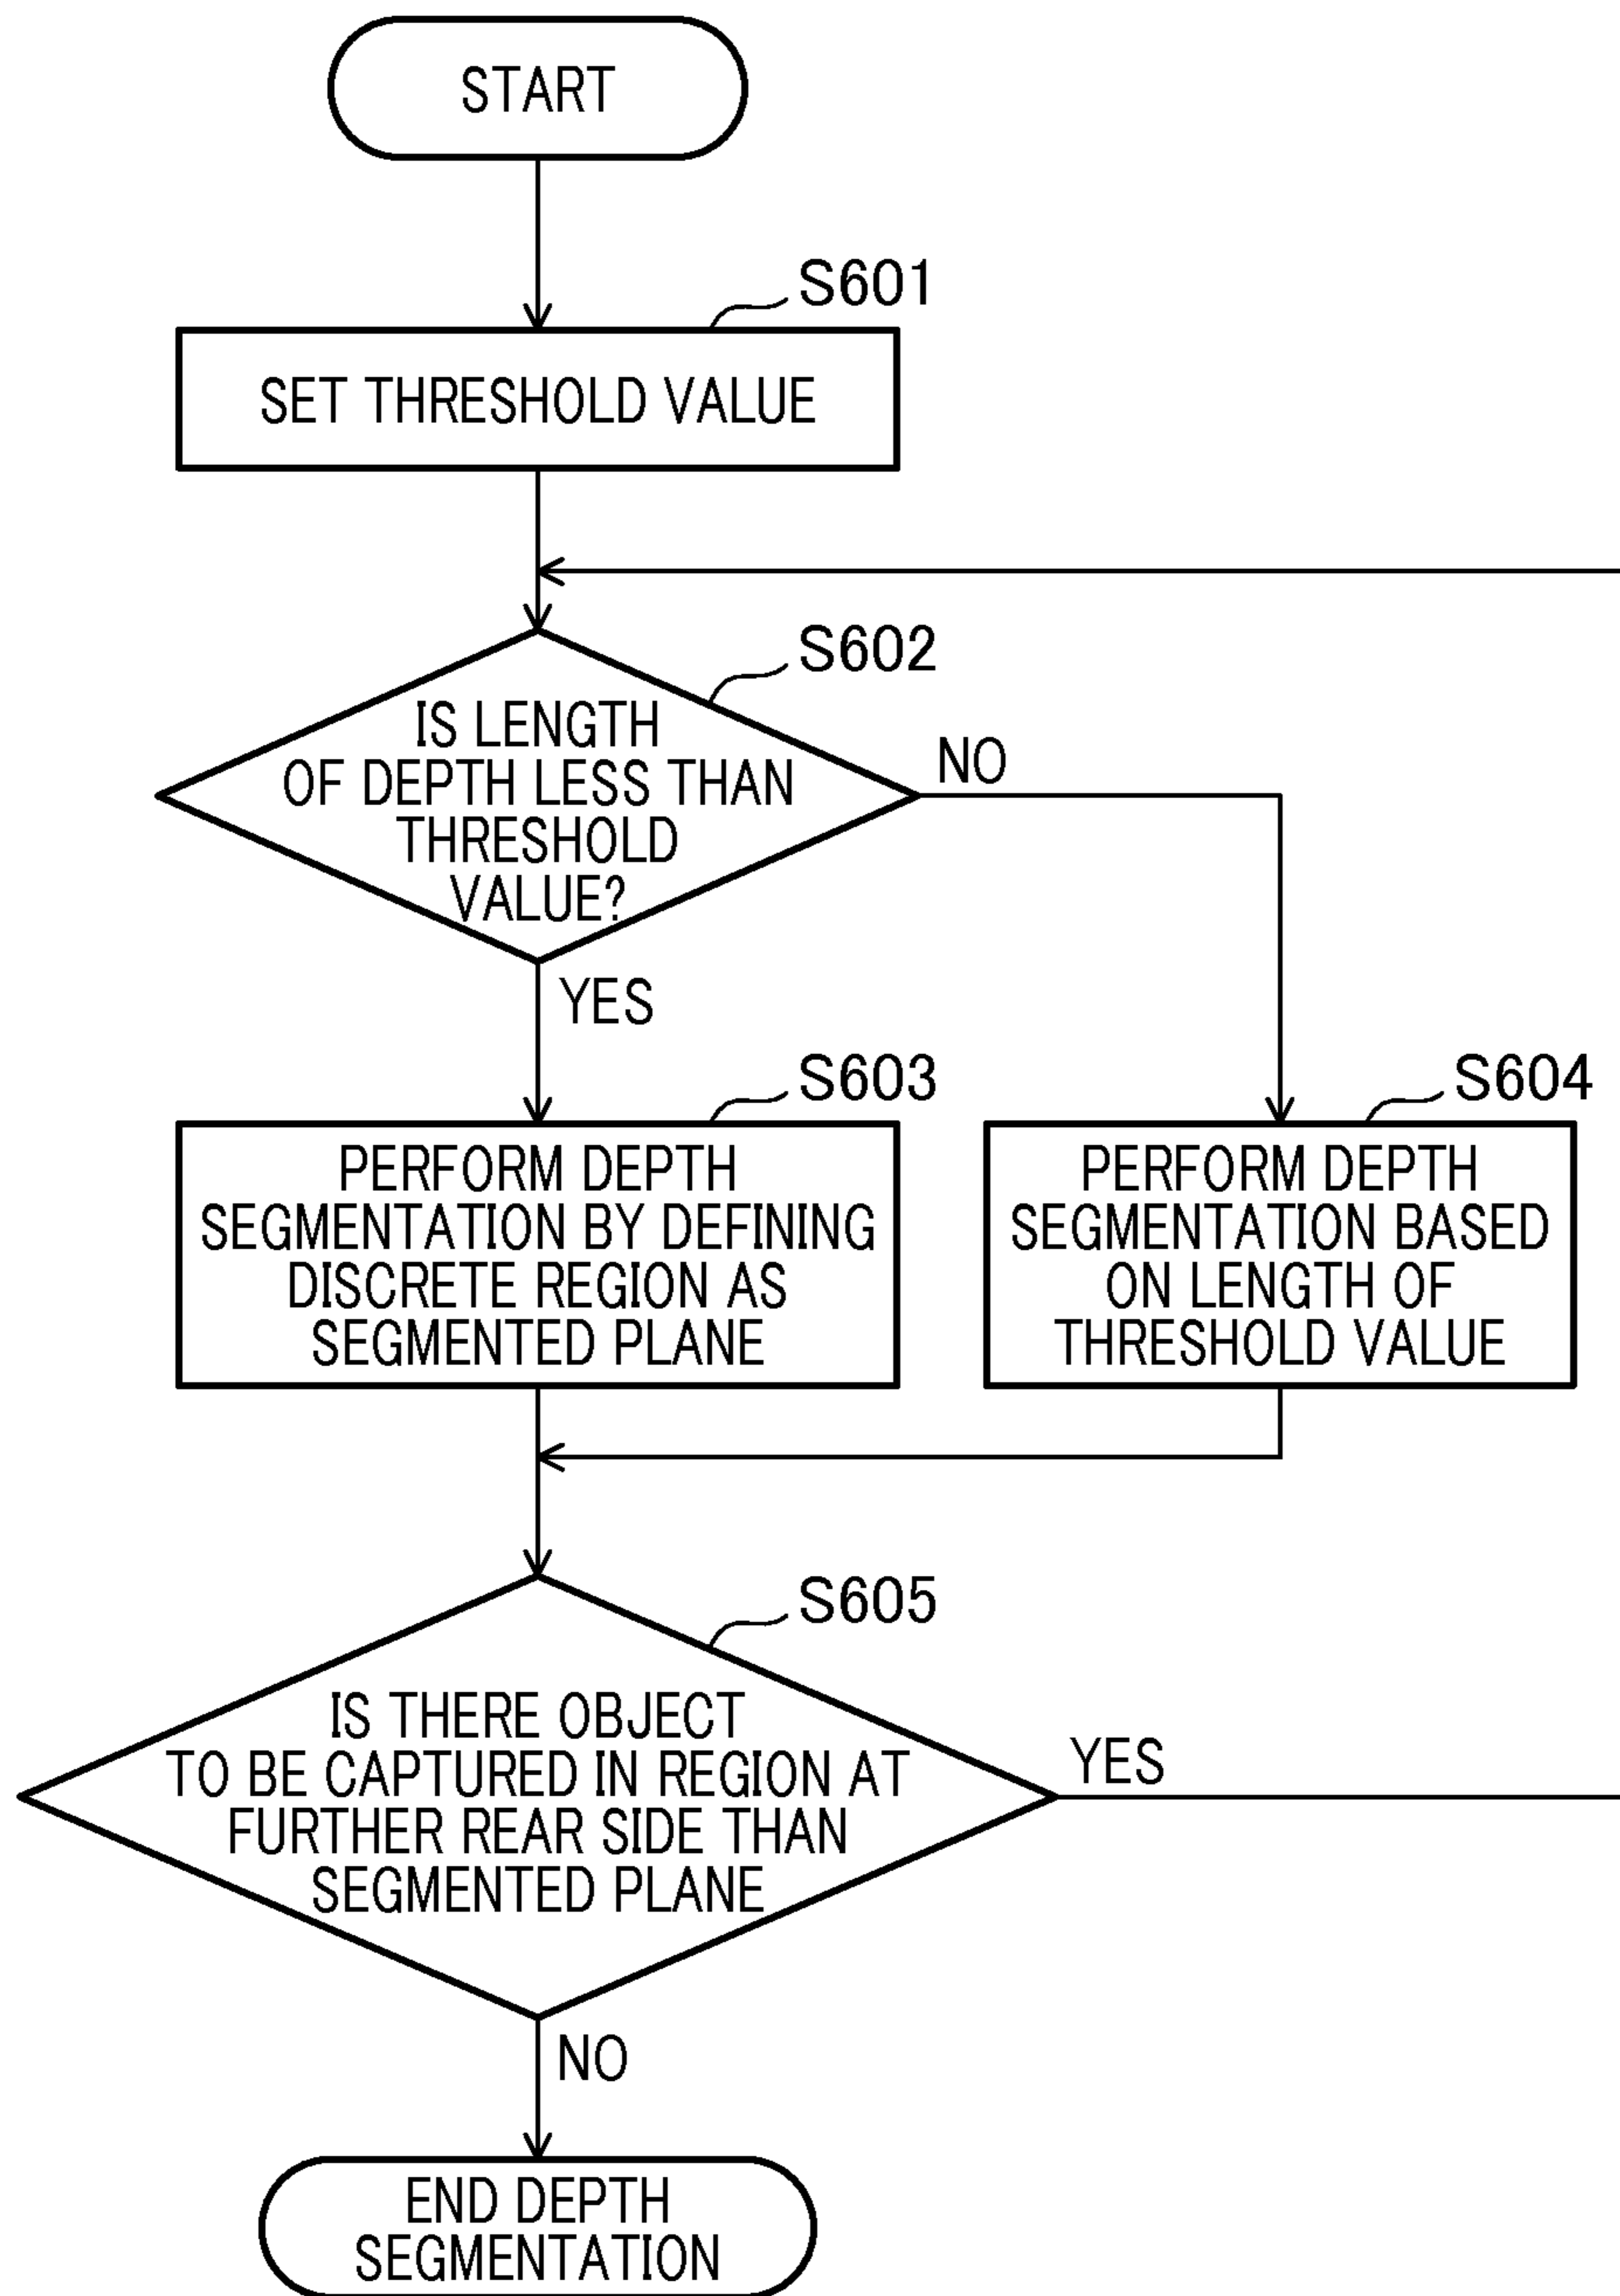 START
S601
SET THRESHOLD VALUE
S602
IS LENGTH
OF DEPTH LESS THAN
THRESHOLD
VALUE?
NO
YES
S603
PERFORM DEPTH
SEGMENTATION BY DEFINING
DISCRETE REGION AS
SEGMENTED PLANE
S604
PERFORM DEPTH
SEGMENTATION BASED
ON LENGTH OF
THRESHOLD VALUE
S605
IS THERE OBJECT
TO BE CAPTURED IN REGION AT
FURTHER REAR SIDE THAN
SEGMENTED PLANE
YES
NO
END DEPTH
SEGMENTATION